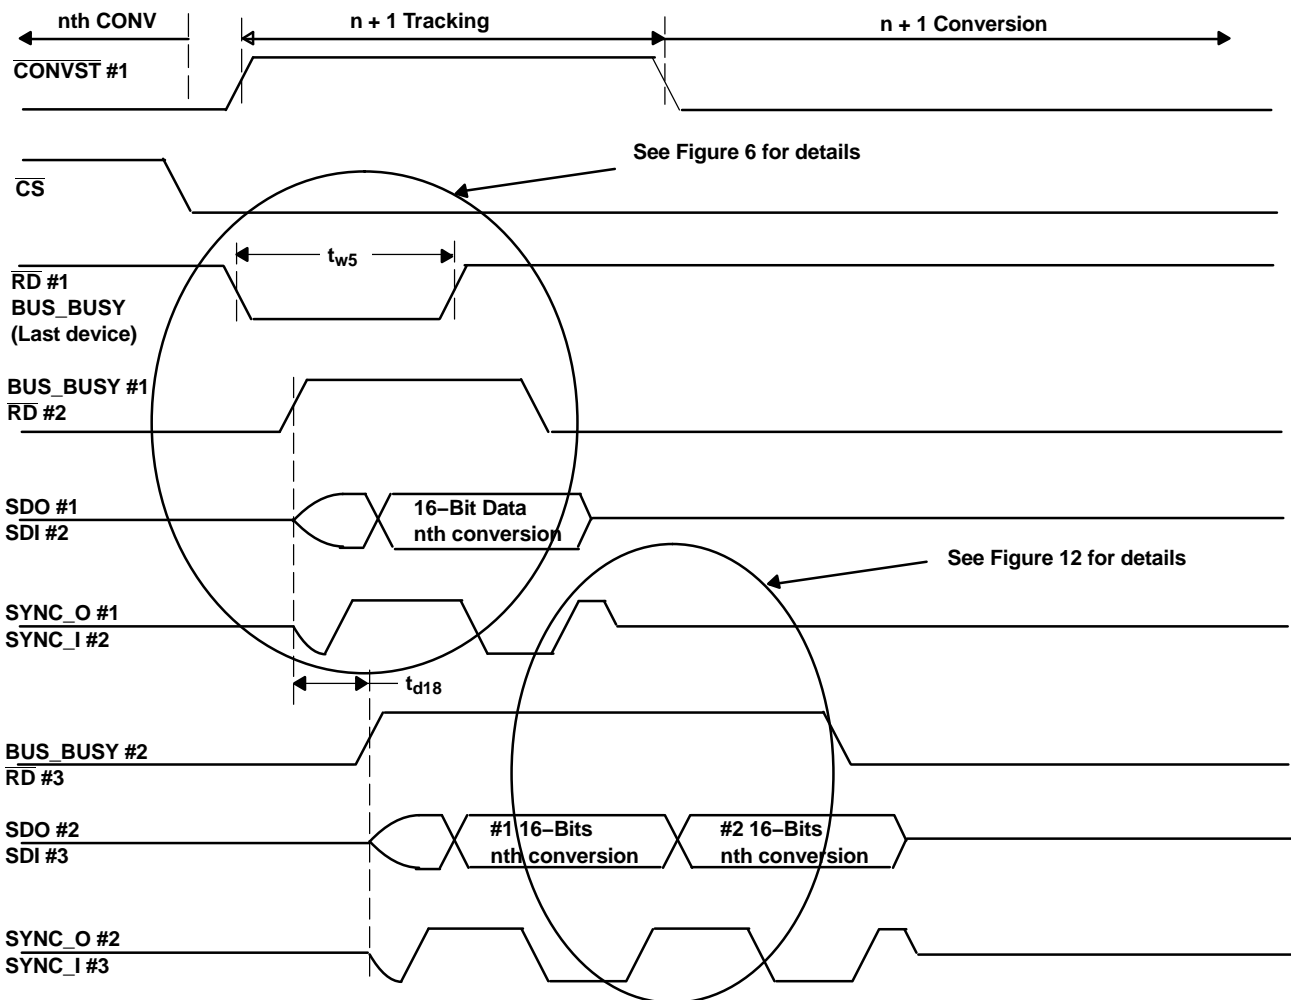 nth CONV
n + 1 Tracking
n + 1 Conversion
CONVST #1
See Figure 6 for details
CS
tw5
RD #1
BUS_BUSY
(Last device)
BUS_BUSY #1
RD #2
SDO #1
SDI #2
16−Bit Data
nth conversion
See Figure 12 for details
SYNC_O #1
SYNC_I #2
td18
BUS_BUSY #2
RD #3
SDO #2
SDI #3
#1 16−Bits
nth conversion
#2 16−Bits
nth conversion
SYNC_O #2
SYNC_I #3